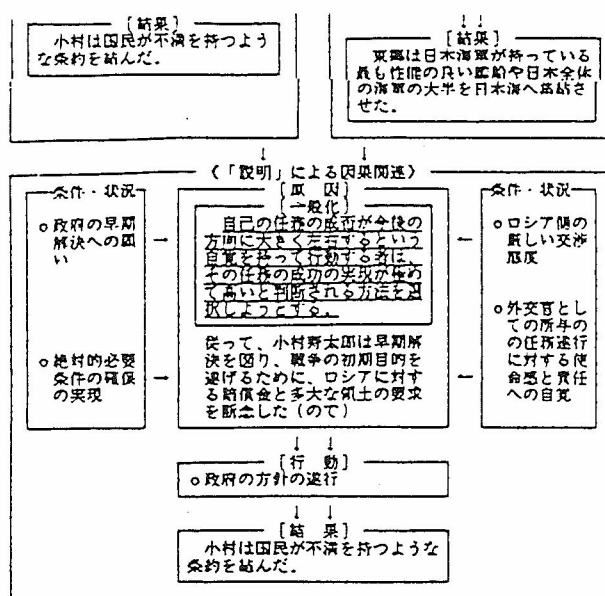 ［結果］
小村は国民が不満を持つよう
な条約を結んだ。
［結果］
東郷は日本海軍が持っている
最も性能の良い艦船や日本全体
の海軍の大半を日本海へ集結さ
せた。
〈「説明」による因果関連〉
条件・状況
○政府の早期
解決への願
い
○絶対的必要
条件の確保
の実現
［原 因］
［一般化］
自己の任務の成否が今後の
方向に大きく左右するという
自覚を持って行動する者は、
その任務の成功の実現が極め
て高いと判断される方法を選
択しようとする。
従って、小村寿太郎は早期解
決を図り、戦争の初期目的を
遂げるために、ロシアに対す
る賠償金と多大な領土の要求
を断念した（ので）
条件・状況
○ロシア側の
厳しい交渉
態度
○外交官とし
ての所与の
の任務遂行
に対する使
命感と責任
への自覚
［行 動］
○政府の方針の遂行
［結 果］
小村は国民が不満を持つような
条約を結んだ。